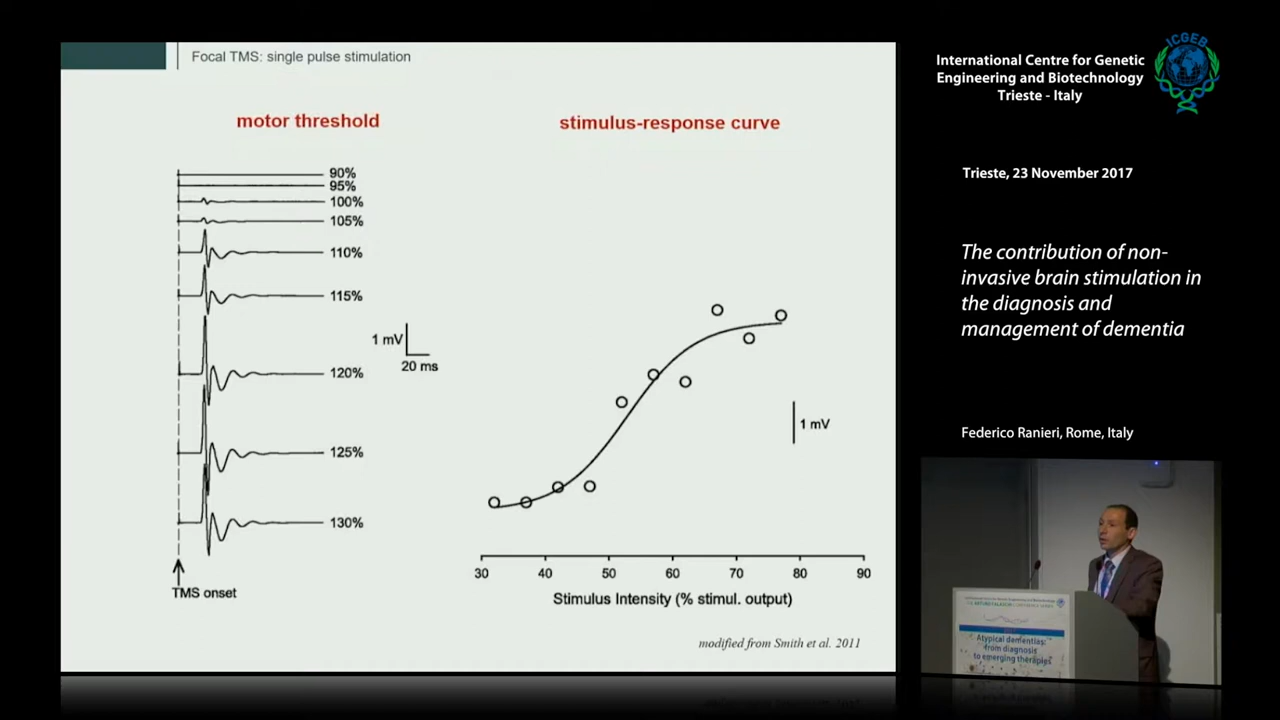 Focal TMS: single pulse stimulation
motor threshold
90%
95%
100%
105%
110%
115%
120%
125%
130%
1 mV
20 ms
TMS onset
stimulus-response curve
1 mV
30 40 50 60 70 80 90
Stimulus Intensity (% stimul. output)
modified from Smith et al. 2011
International Centre for Genetic
Engineering and Biotechnology
Trieste - Italy
ICGEB
Trieste, 23 November 2017
The contribution of non-
invasive brain stimulation in
the diagnosis and
management of dementia
Federico Ranieri, Rome, Italy
Atypical dementias:
from diagnosis
to emerging therapies